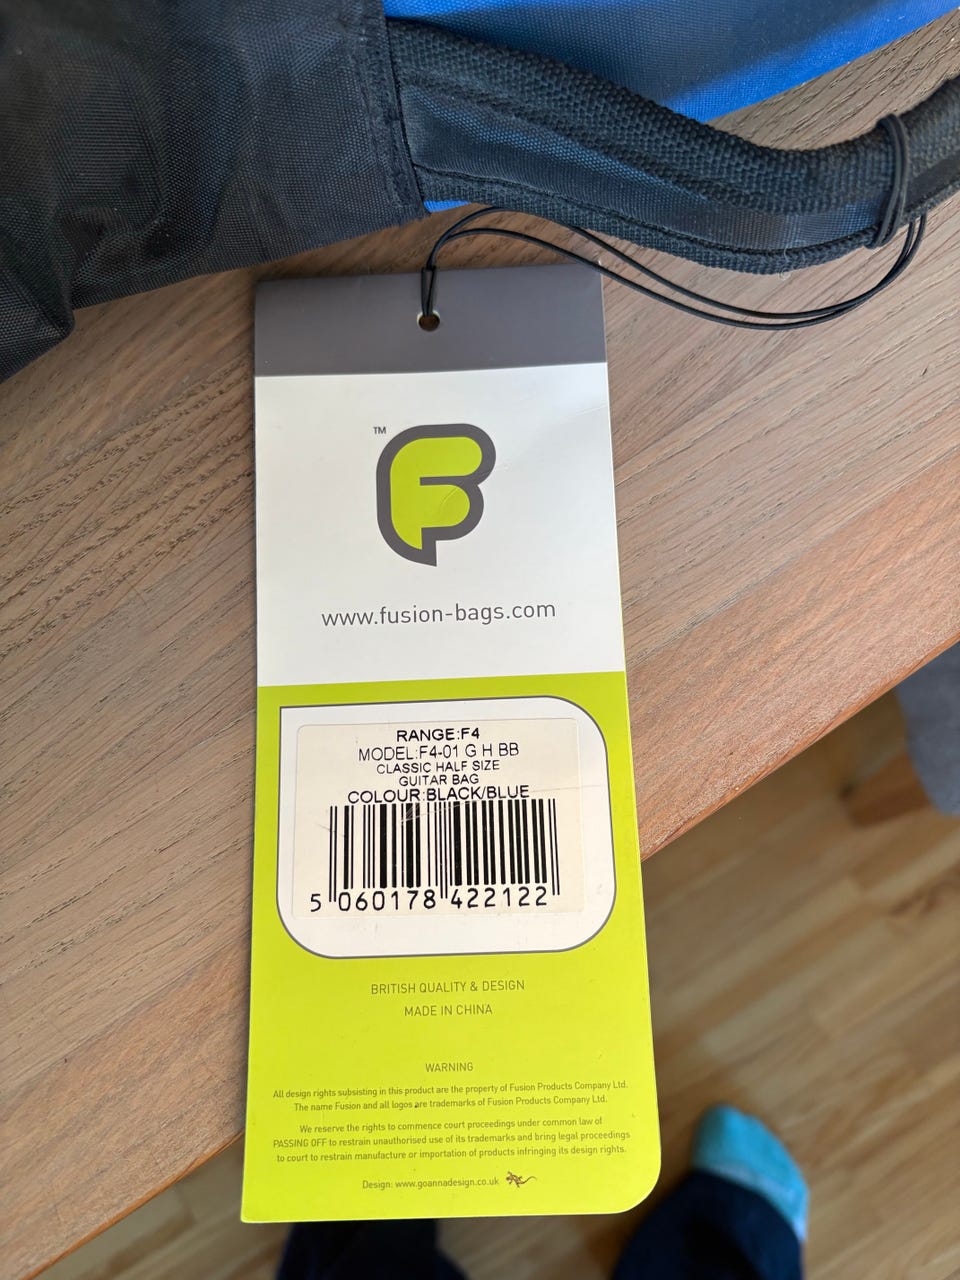 TM
F
www.fusion-bags.com
RANGE:F4
MODEL:F4-01 G H BB
CLASSIC HALF SIZE
GUITAR BAG
COLOUR:BLACK/BLUE
5 060178 422122
BRITISH QUALITY & DESIGN
MADE IN CHINA
WARNING
All design rights subsisting in this product are the property of Fusion Products Company Ltd.
The name Fusion and all logos are trademarks of Fusion Products Company Ltd.
We reserve the rights to commence court proceedings under common law of
PASSING OFF to restrain unauthorised use of its trademarks and bring legal proceedings
to court to restrain manufacture or importation of products infringing its design rights.
Design: www.goannadesign.co.uk